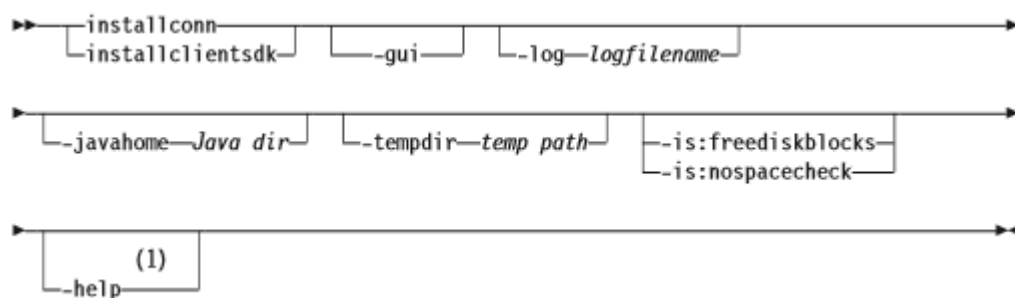 installconn
installclientsdk
-gui
-log logfilename
-javahome Java dir
-tempdir temp path
-is:freediskblocks
-is:nospacecheck
(1)
-help